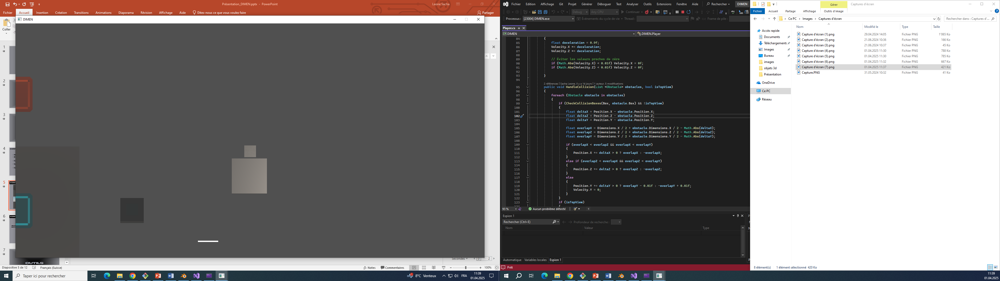 Présentation_DIMEN.pptx - PowerPoint
Leone Sacha
Fichier Accueil Insertion Création Transitions Animations Diaporama Révision Affichage Aide Dites-nous ce que vous voulez faire
Partager
DIMEN
Coller
1
2
3
4
5
6
7
OUTILS
Secondes
0
2
Diapositive 5 de 12 Français (Suisse)
Notes Commentaires
100%
Taper ici pour rechercher
8°C Venteux
FRA
11:39
01.04.2025
Fichier Edition Affichage Git Projet Générer Déboguer Test Analyser Outils Extensions Fenêtre Aide Rechercher DIMEN
Debug Any CPU Continuer
Processus : [23004] DIMEN.exe Événements du cycle de vie Thread : Frame de pile :
Player.cs
DIMEN DIMEN.Player
84 {
85 float deceleration = 0.9f;
86 Velocity.X *= deceleration;
87 Velocity.Z *= deceleration;
88
89 // Éviter les valeurs proches de zéro
90 if (Math.Abs(Velocity.X) < 0.01f) Velocity.X = 0f;
91 if (Math.Abs(Velocity.Z) < 0.01f) Velocity.Z = 0f;
92
93 }
94
2 références | Sacha Leone, il y a 14 jours | 1 auteur, 5 modifications
95 public void HandleCollision(List <Obstacle> obstacles, bool isTopView)
96 {
97 foreach (Obstacle obstacle in obstacles)
98 {
99 if (CheckCollisionBoxes(Box, obstacle.Box) && !isTopView)
100 {
101 float deltaX = Position.X - obstacle.Position.X;
102 float deltaZ = Position.Z - obstacle.Position.Z;
103 float deltaY = Position.Y - obstacle.Position.Y;
104
105 float overlapX = Dimensions.X / 2 + obstacle.Dimensions.X / 2 - Math.Abs(deltaX);
106 float overlapZ = Dimensions.Z / 2 + obstacle.Dimensions.Z / 2 - Math.Abs(deltaZ);
107 float overlapY = Dimensions.Y / 2 + obstacle.Dimensions.Y / 2 - Math.Abs(deltaY);
108
109 if (overlapX < overlapZ && overlapX < overlapY)
110 {
111 Position.X += deltaX > 0 ? overlapX : -overlapX;
112 }
113 else if (overlapZ < overlapX && overlapZ < overlapY)
114 {
115 Position.Z += deltaZ > 0 ? overlapZ : -overlapZ;
116 }
117 else
118 {
119 Position.Y += deltaY > 0 ? overlapY - 0.01f : -overlapY + 0.01f;
120 Velocity.Y = 0;
121 }
122 }
123 if (isTopView)
93 % Aucun problème détecté
Espion 1
Rechercher (Ctrl+E) Profondeur de recherche :
Nom Valeur Type
Automatique Variables locales Espion 1
Prêt
Gérer Captures d'écran
Fichier Accueil Partage Affichage Outils d'image
Ce PC Images Captures d'écran
Rechercher dans : Captures d'...
Accès rapide
Documents
Téléchargements
Images
Bureau
images
objets 3d
Présentation
OneDrive
Ce PC
Réseau
Nom Modifié le Type Taille
Capture d'écran (1).png 29.04.2024 14:05 Fichier PNG 1'065 Ko
Capture d'écran (2).png 21.06.2024 10:36 Fichier PNG 166 Ko
Capture d'écran (3).png 21.06.2024 10:37 Fichier PNG 45 Ko
Capture d'écran (4).png 01.04.2025 11:30 Fichier PNG 788 Ko
Capture d'écran (5).png 01.04.2025 11:30 Fichier PNG 785 Ko
Capture d'écran (6).png 01.04.2025 11:32 Fichier PNG 667 Ko
Capture d'écran (7).png 01.04.2025 11:37 Fichier PNG 421 Ko
Capture.PNG 31.05.2024 10:32 Fichier PNG 41 Ko
8 élément(s) 1 élément sélectionné 420 Ko
11:39
01.04.2025